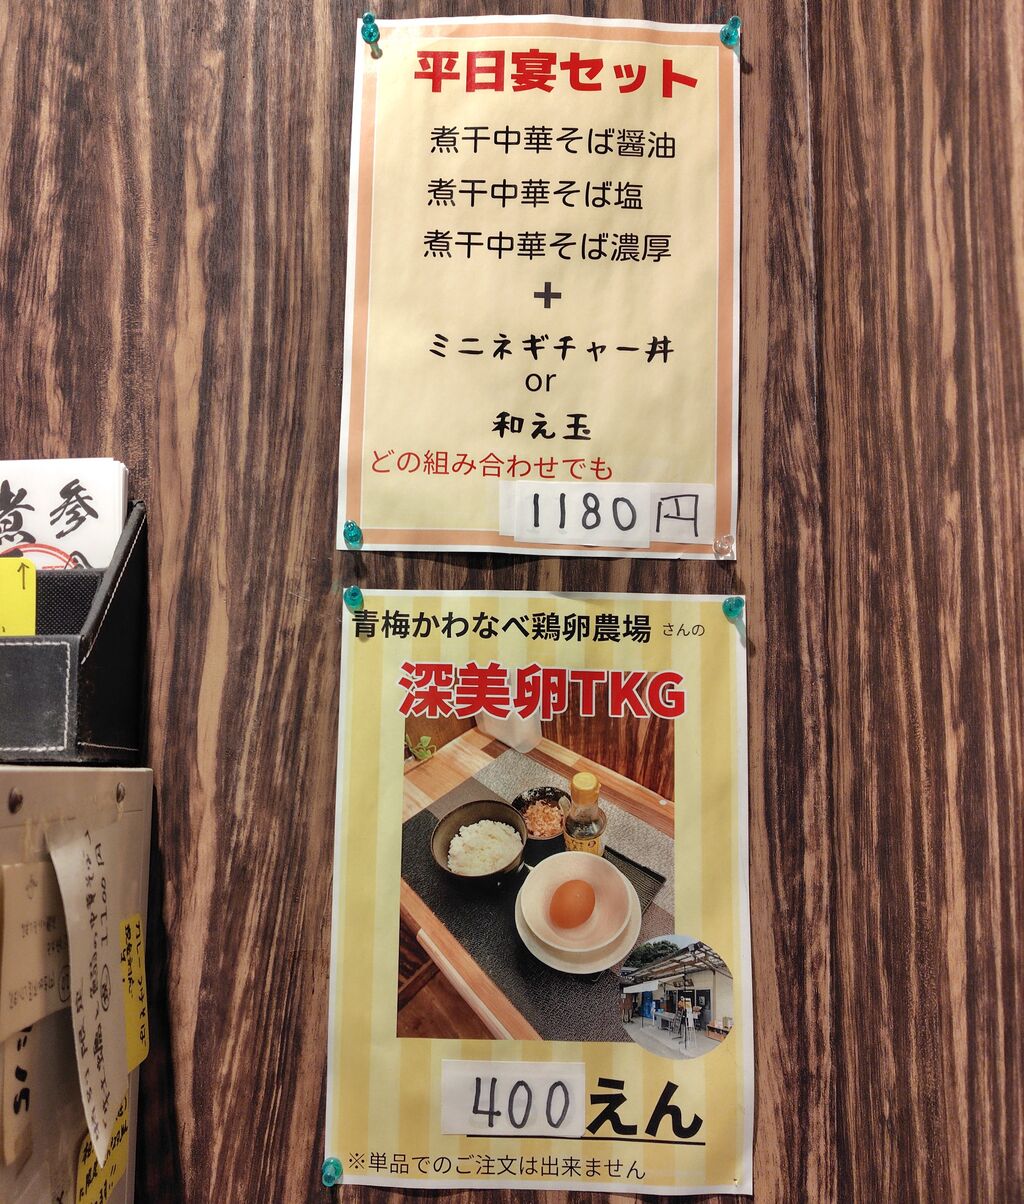 平日宴セット
煮干中華そば醤油
煮干中華そば塩
煮干中華そば濃厚
+
ミニネギチャー丼
or
和え玉
どの組み合わせでも
1180円
青梅かわなべ鶏卵農場 さんの
深美卵TKG
400えん
※単品でのご注文は出来ません
参
煮
↑